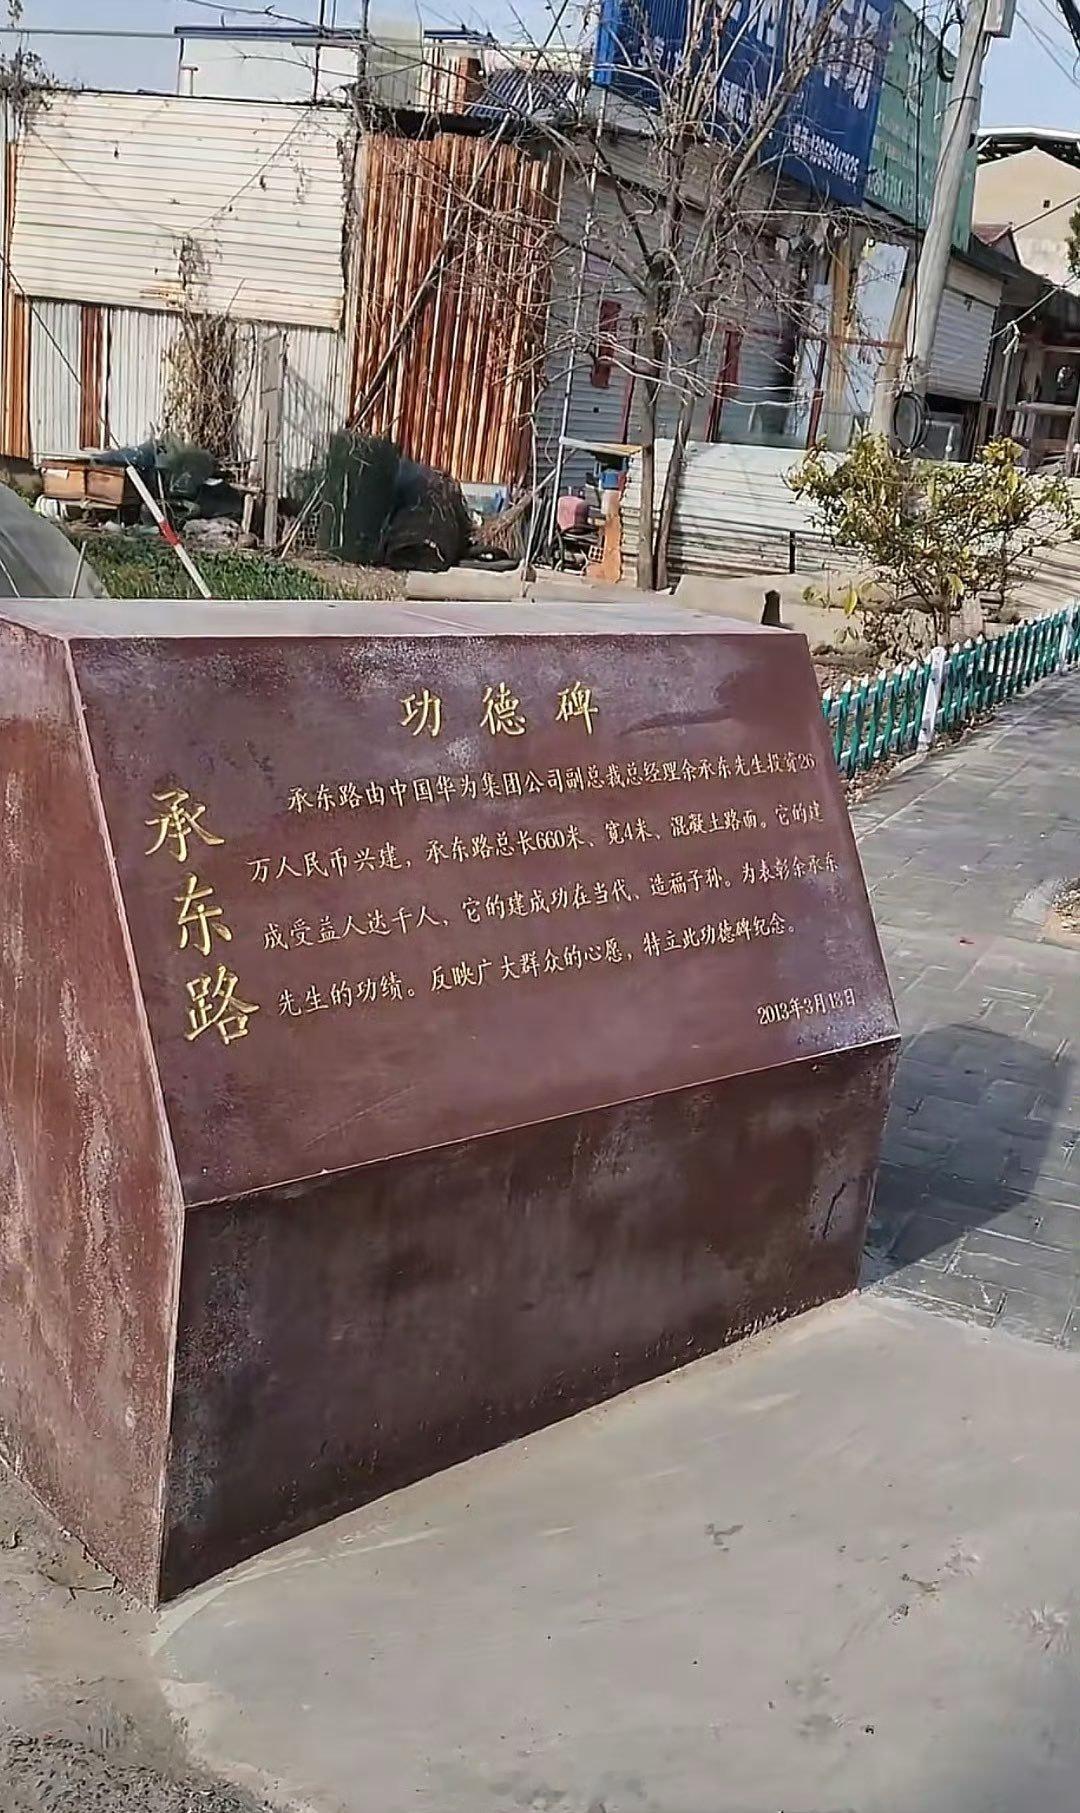 功德碑
承东路
承东路由中国华为集团公司副总裁总经理余承东先生投资26
万人民币兴建，承东路总长660米、宽4米、混凝土路面。它的建
成受益人达千人，它的建成功在当代、造福子孙。为表彰余承东
先生的功绩。反映广大群众的心愿，特立此功德碑纪念。
2013年3月18日